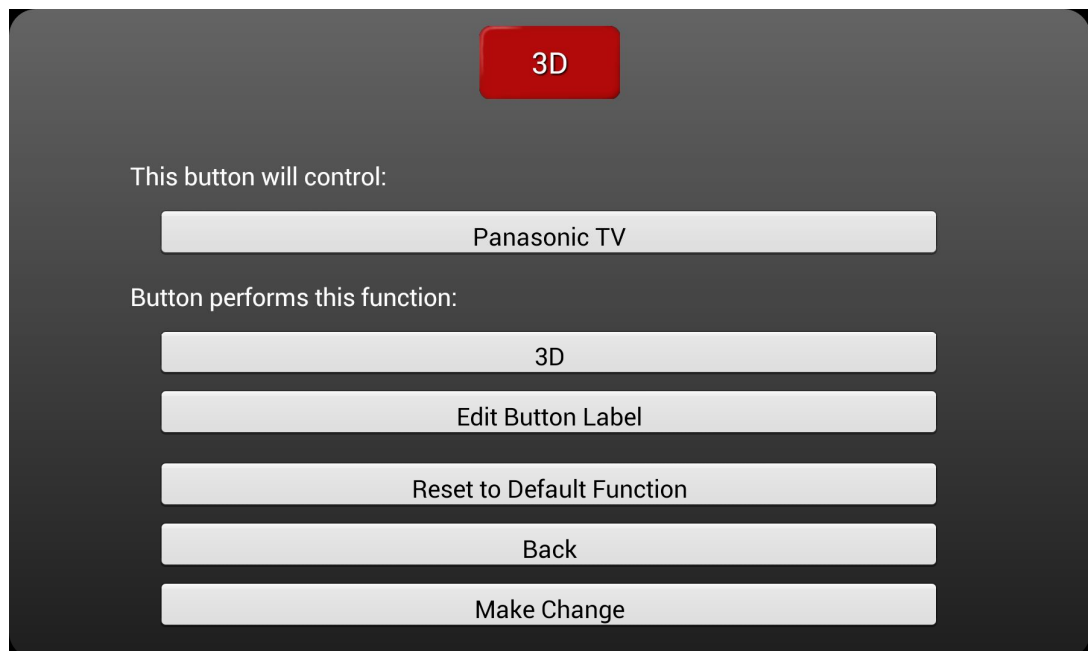 3D
This button will control:
Panasonic TV
Button performs this function:
3D
Edit Button Label
Reset to Default Function
Back
Make Change